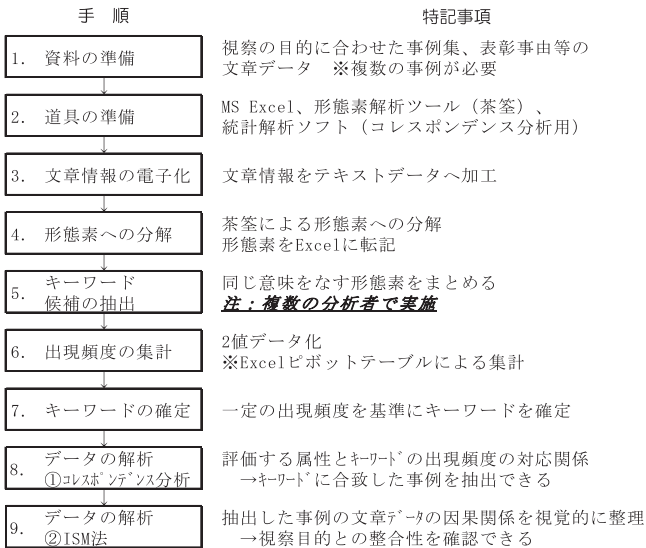 手　順　特記事項
1. 資料の準備　視察の目的に合わせた事例集、表彰事由等の
文章データ　※複数の事例が必要
2. 道具の準備　MS Excel、形態素解析ツール（茶筌）、
統計解析ソフト（コレスポンデンス分析用）
3. 文章情報の電子化　文章情報をテキストデータへ加工
4. 形態素への分解　茶筌による形態素への分解
形態素をExcelに転記
5. キーワード　同じ意味をなす形態素をまとめる
候補の抽出　注：複数の分析者で実施
6. 出現頻度の集計　2値データ化
※Excelピボットテーブルによる集計
7. キーワードの確定　一定の出現頻度を基準にキーワードを確定
8. データの解析　評価する属性とｷｰﾜｰﾄﾞの出現頻度の対応関係
①ｺﾚｽﾎﾟﾝﾃﾞﾝｽ分析　→ｷｰﾜｰﾄﾞに合致した事例を抽出できる
9. データの解析　抽出した事例の文章ﾃﾞｰﾀの因果関係を視覚的に整理
②ISM法　→視察目的との整合性を確認できる